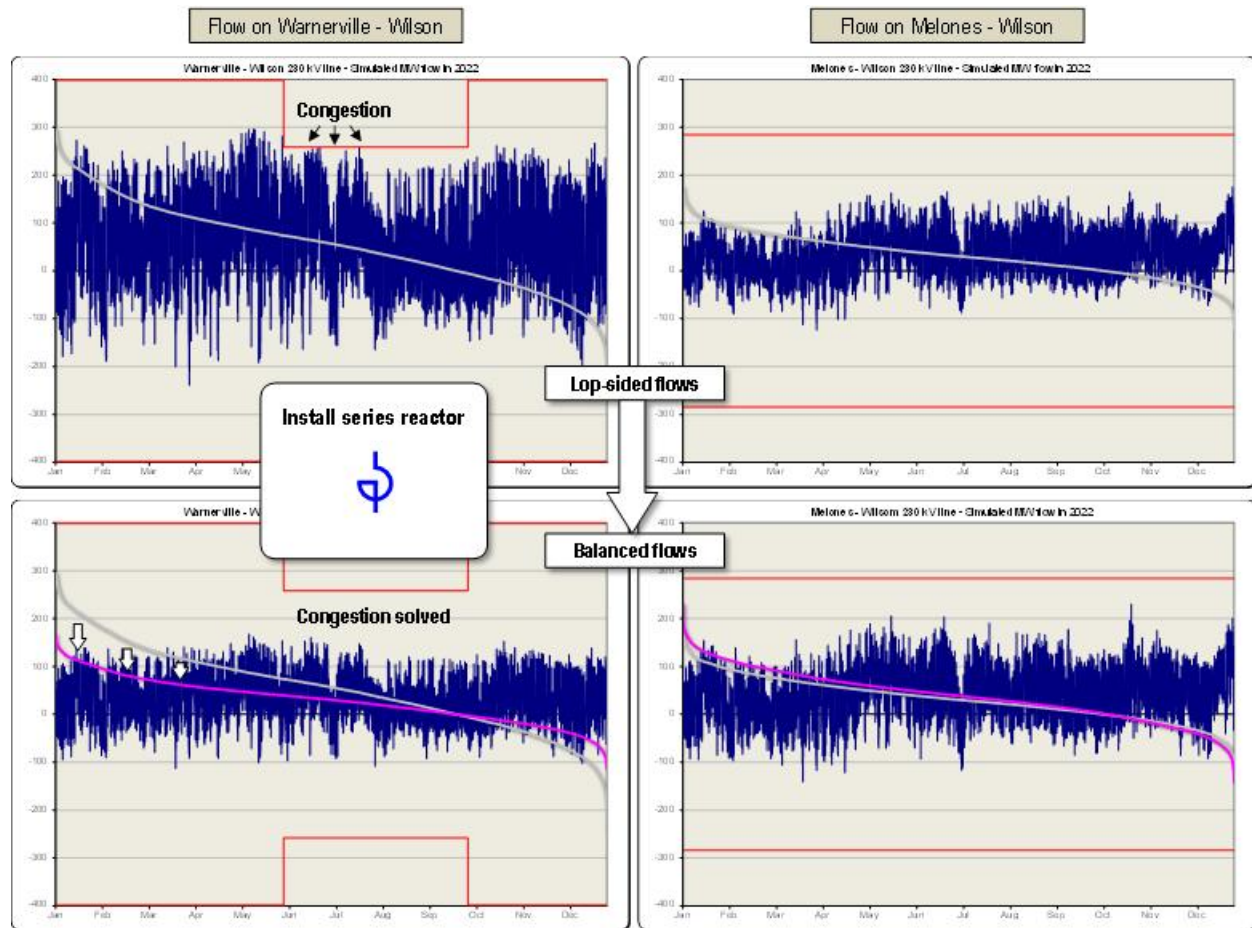 Flow on Warnerville - Wilson
Flow on Melones - Wilson
Warnerville - Wilson 230 kV line - Simulated MW flow in 2022
400
300
200
100
0
-100
-200
-300
-400
Jan Feb Mar Apr May Nov Dec
Congestion
Melones - Wilson 230 kV line - Simulated MW flow in 2022
400
300
200
100
0
-100
-200
-300
-400
Jan Feb Mar Apr May Jun Jul Aug Sep Oct Nov Dec
Lop-sided flows
Install series reactor
Balanced flows
Warnerville - W
400
300
200
100
0
-100
-200
-300
-400
Jan Feb Mar Apr May Jun Jul Aug Sep Oct Nov Dec
Congestion solved
Melones - Wilsom 230 kV line - Simulated MW flow in 2022
400
300
200
100
0
-100
-200
-300
-400
Jan Feb Mar Apr May Jun Jul Aug Sep Oct Nov Dec